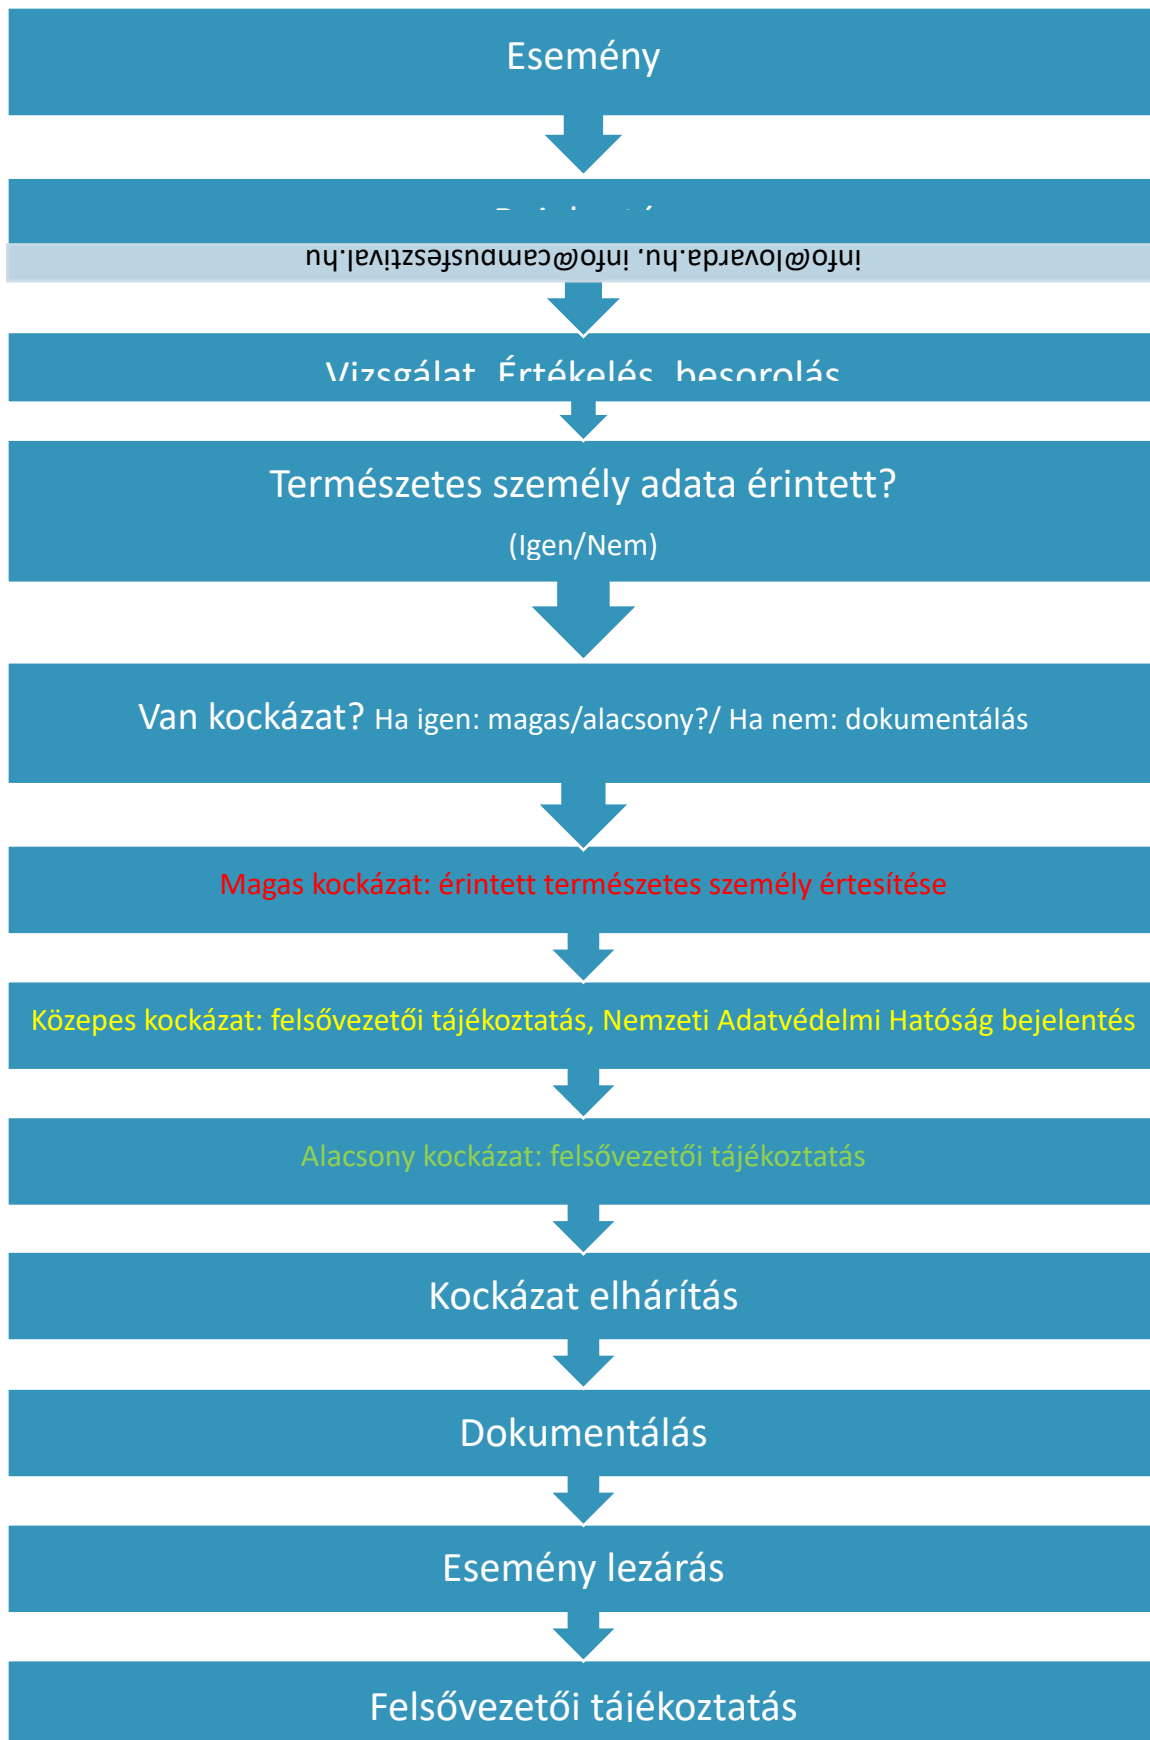 Esemény
info@lovarda.hu, info@campusfesztival.hu
Vizsgálat, Értékelés, besorolás
Természetes személy adata érintett?
(Igen/Nem)
Van kockázat? Ha igen: magas/alacsony?/ Ha nem: dokumentálás
Magas kockázat: érintett természetes személy értesítése
Közepes kockázat: felsővezetői tájékoztatás, Nemzeti Adatvédelmi Hatóság bejelentés
Alacsony kockázat: felsővezetői tájékoztatás
Kockázat elhárítás
Dokumentálás
Esemény lezárás
Felsővezetői tájékoztatás